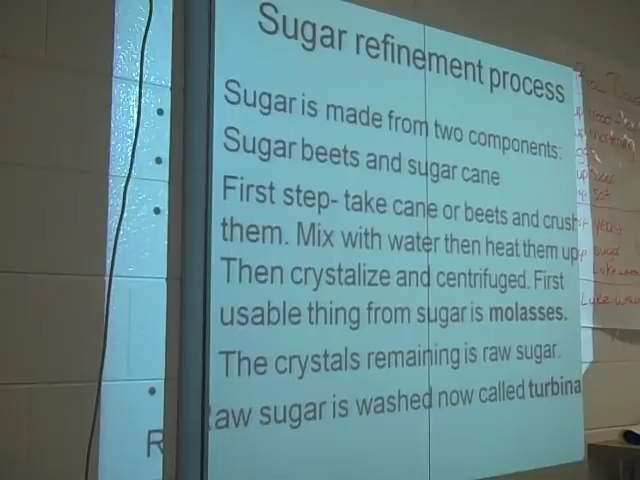 Sugar refinement process
Sugar is made from two components:
Sugar beets and sugar cane
First step- take cane or beets and crush
them. Mix with water then heat them up
Then crystalize and centrifuged. First
usable thing from sugar is molasses.
The crystals remaining is raw sugar.
Raw sugar is washed now called turbina
Luke
Luke